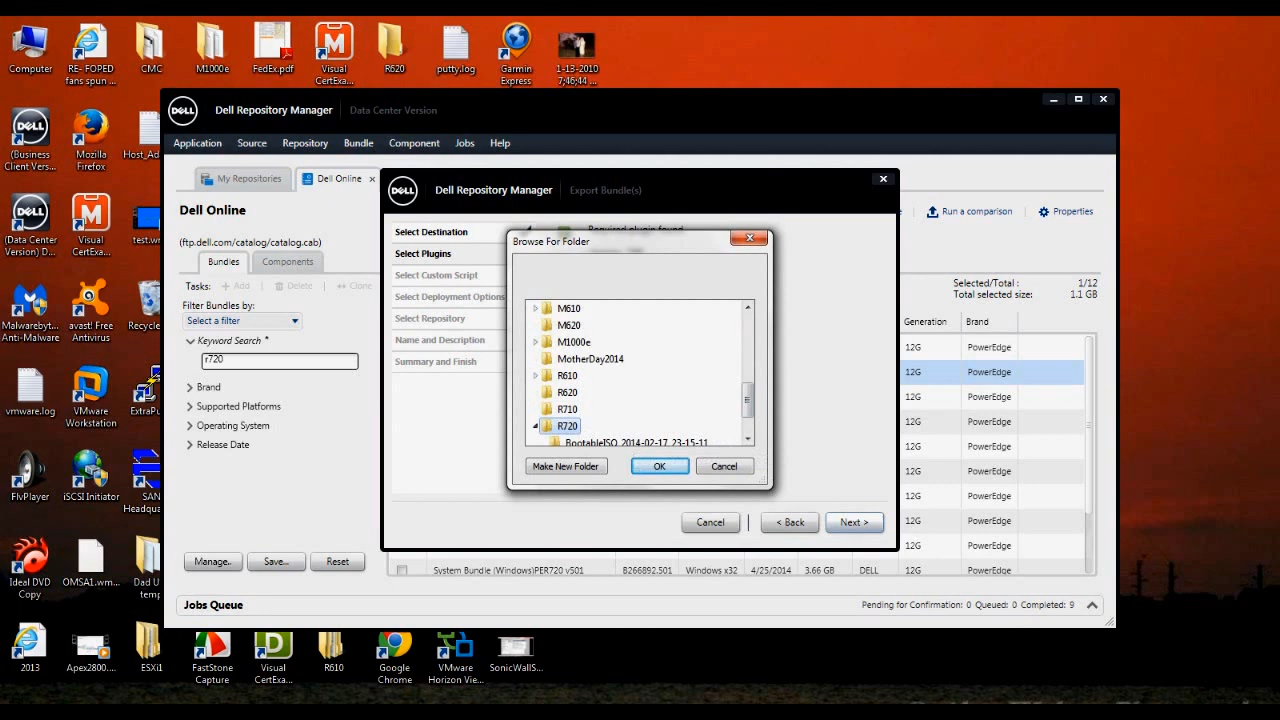 Computer
RE- FOPED
fans spun ...
CMC
M1000e
FedEx.pdf
Visual
CertExa...
R620
putty.log
Garmin
Express
1-13-2010
7;46;44 ...
DELL
(Business
Client Vers...
Mozilla
Firefox
Host_Ad
DELL
(Data Center
Version) D...
Visual
CertExa...
test.wr
Malwareby...
Anti-Malware
avast! Free
Antivirus
Recycle
vmware.log
VMware
Workstation
ExtraPu
FlvPlayer
iSCSI Initiator
SAN
Headqua
Ideal DVD
Copy
OMSA1.wm...
Dad U
temp
2013
Apex2800....
ESXi1
FastStone
Capture
Visual
CertExa...
R610
Google
Chrome
VMware
Horizon Vie...
SonicWallS...
DELL
Dell Repository Manager
Data Center Version
Application
Source
Repository
Bundle
Component
Jobs
Help
My Repositories
Dell Online
Dell Online
(ftp.dell.com/catalog/catalog.cab)
Run a comparison
Properties
Bundles
Components
Tasks:
Add
Delete
Clone
Selected/Total :
1/12
Total selected size:
1.1 GB
Filter Bundles by:
Select a filter
Keyword Search *
r720
Brand
Supported Platforms
Operating System
Release Date
Manage..
Save...
Reset
Generation
Brand
12G
PowerEdge
12G
PowerEdge
12G
PowerEdge
12G
PowerEdge
12G
PowerEdge
12G
PowerEdge
12G
PowerEdge
12G
PowerEdge
12G
PowerEdge
System Bundle (Windows)PER720 v501
B266892.501
Windows x32
4/25/2014
3.66 GB
DELL
12G
PowerEdge
Jobs Queue
Pending for Confirmation: 0 Queued: 0 Completed: 9
DELL
Dell Repository Manager
Export Bundle(s)
Select Destination
Select Plugins
Select Custom Script
Select Deployment Options
Select Repository
Name and Description
Summary and Finish
Required plugin found
Cancel
< Back
Next >
Browse For Folder
M610
M620
M1000e
MotherDay2014
R610
R620
R710
R720
BootableISO_2014-02-17_23-15-11
Make New Folder
OK
Cancel